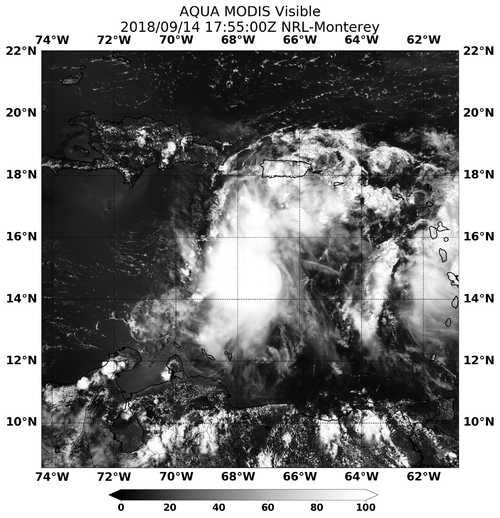 AQUA MODIS Visible
2018/09/14 17:55:00Z NRL-Monterey
74°W 72°W 70°W 68°W 66°W 64°W 62°W
22°N 22°N
20°N 20°N
18°N 18°N
16°N 16°N
14°N 14°N
12°N 12°N
10°N 10°N
74°W 72°W 70°W 68°W 66°W 64°W 62°W
0 20 40 60 80 100